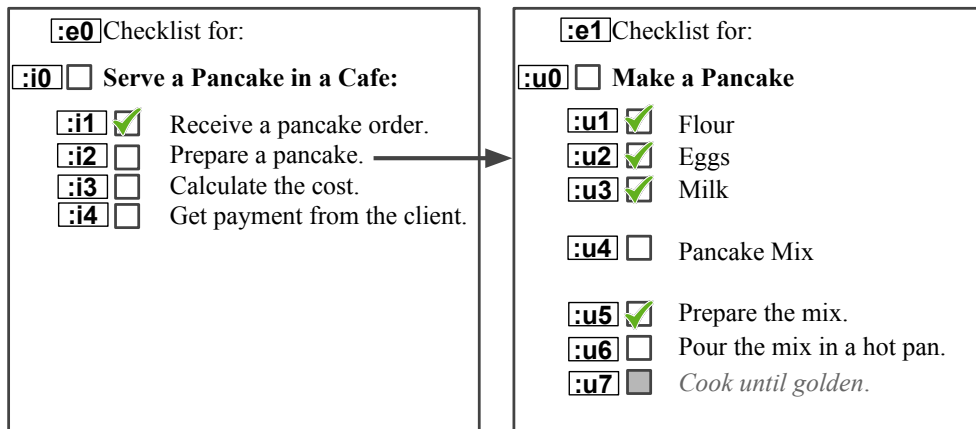 :e0 Checklist for:
:i0 Serve a Pancake in a Cafe:
:i1 Receive a pancake order.
:i2 Prepare a pancake.
:i3 Calculate the cost.
:i4 Get payment from the client.
:e1 Checklist for:
:u0 Make a Pancake
:u1 Flour
:u2 Eggs
:u3 Milk
:u4 Pancake Mix
:u5 Prepare the mix.
:u6 Pour the mix in a hot pan.
:u7 Cook until golden.